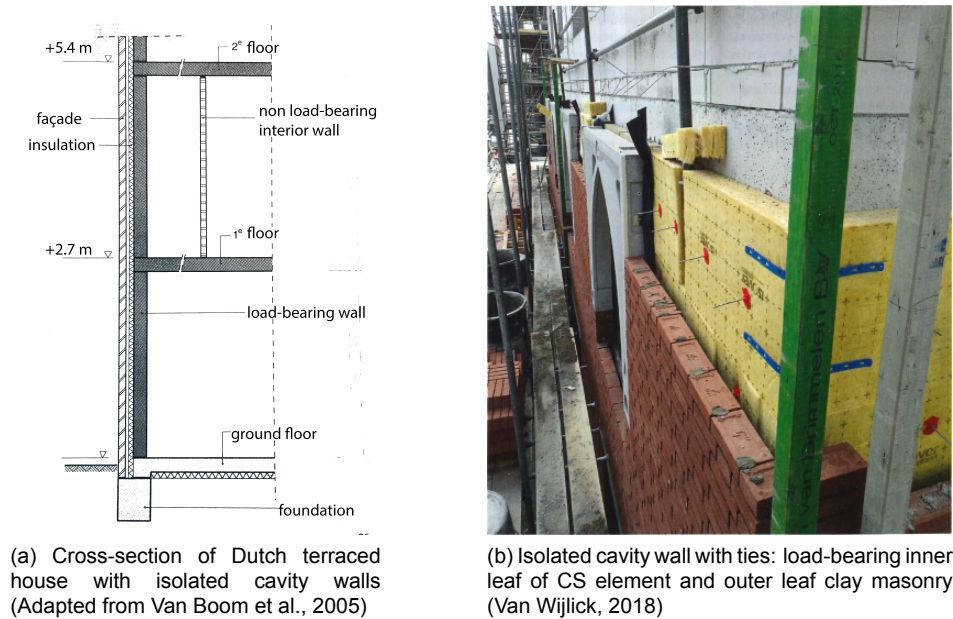 +5.4 m
2e floor
façade
non load-bearing
interior wall
insulation
+2.7 m
1e floor
load-bearing wall
ground floor
foundation
(a) Cross-section of Dutch terraced
house with isolated cavity walls
(Adapted from Van Boom et al., 2005)
van Ommelen BV
(b) Isolated cavity wall with ties: load-bearing inner
leaf of CS element and outer leaf clay masonry
(Van Wijlick, 2018)